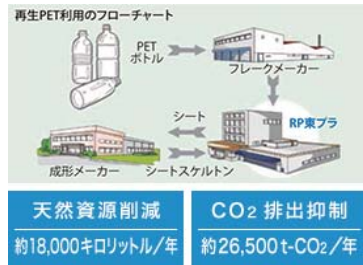 再生PET利用のフローチャート
PET
ボトル
フレークメーカー
シート
RP東プラ
成形メーカー
シートスケルトン
天然資源削減
約18,000キロリットル/年
CO2 排出抑制
約26,500t-CO2/年